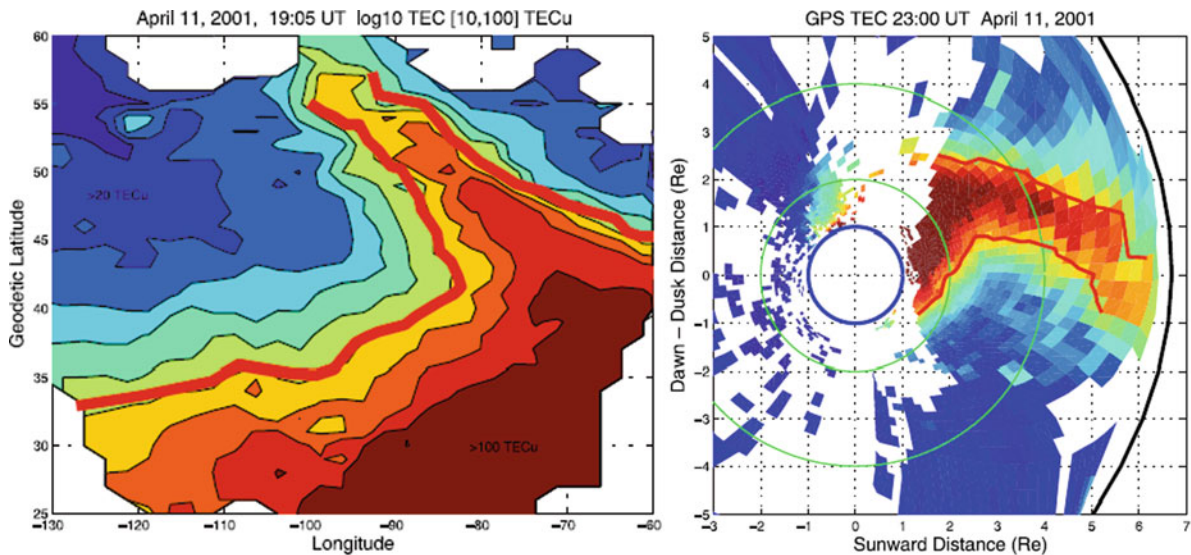 April 11, 2001, 19:05 UT log10 TEC [10,100] TECu
60
55
50
45
40
35
30
25
Geodetic Latitude
>20 TECu
>100 TECu
−130 −120 −110 −100 −90 −80 −70 −60
Longitude
GPS TEC 23:00 UT April 11, 2001
5
4
3
2
1
0
−1
−2
−3
−4
−5
Dawn – Dusk Distance (Re)
−3 −2 −1 0 1 2 3 4 5 6 7
Sunward Distance (Re)